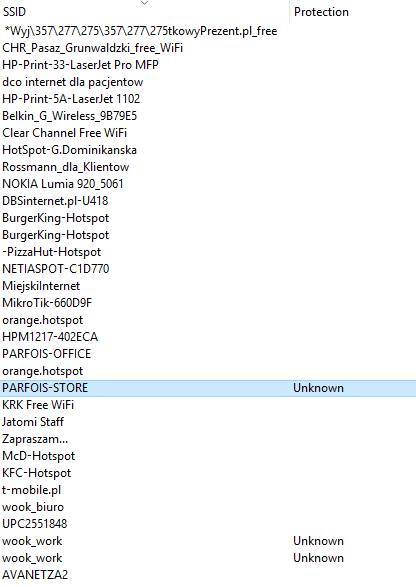 SSID Protection
*Wyj\357\277\275\357\277\275tkowyPrezent.pl_free
CHR_Pasaz_Grunwaldzki_free_WiFi
HP-Print-33-LaserJet Pro MFP
dco internet dla pacjentow
HP-Print-5A-LaserJet 1102
Belkin_G_Wireless_9B79E5
Clear Channel Free WiFi
HotSpot-G.Dominikanska
Rossmann_dla_Klientow
NOKIA Lumia 920_5061
DBSinternet.pl-U418
BurgerKing-Hotspot
BurgerKing-Hotspot
-PizzaHut-Hotspot
NETIASPOT-C1D770
MiejskiInternet
MikroTik-660D9F
orange.hotspot
HPM1217-402ECA
PARFOIS-OFFICE
orange.hotspot
PARFOIS-STORE Unknown
KRK Free WiFi
Jatomi Staff
Zapraszam...
McD-Hotspot
KFC-Hotspot
t-mobile.pl
wook_biuro
UPC2551848
wook_work Unknown
wook_work Unknown
AVANETZA2